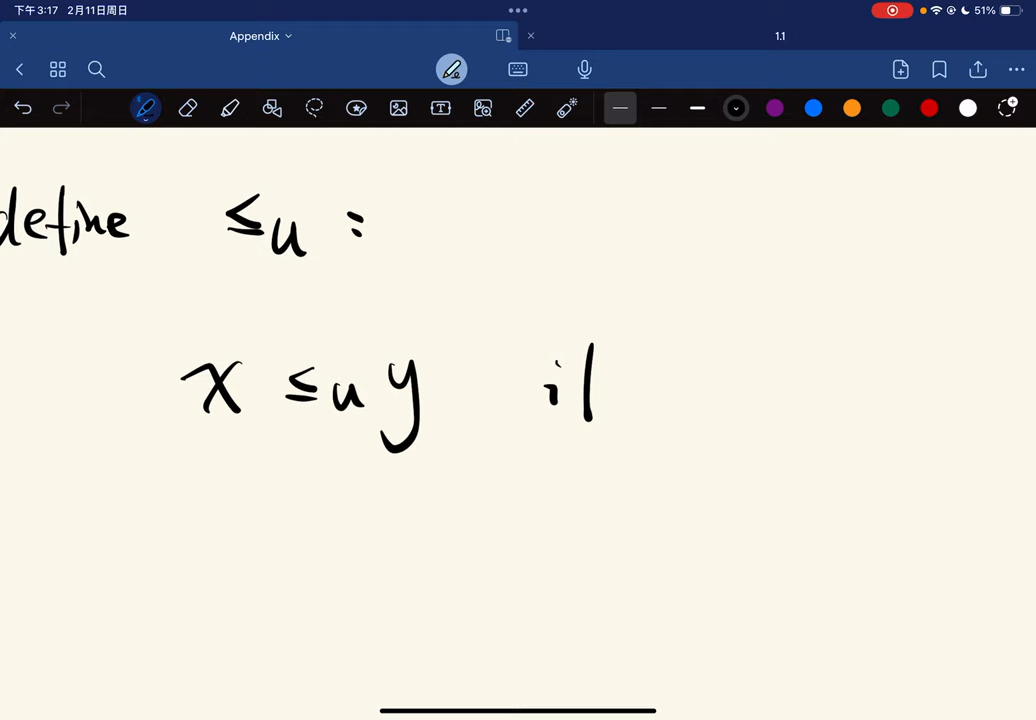 下午3:17 2月11日周日 51%
Appendix 1.1
define ≤u :
x ≤u y if